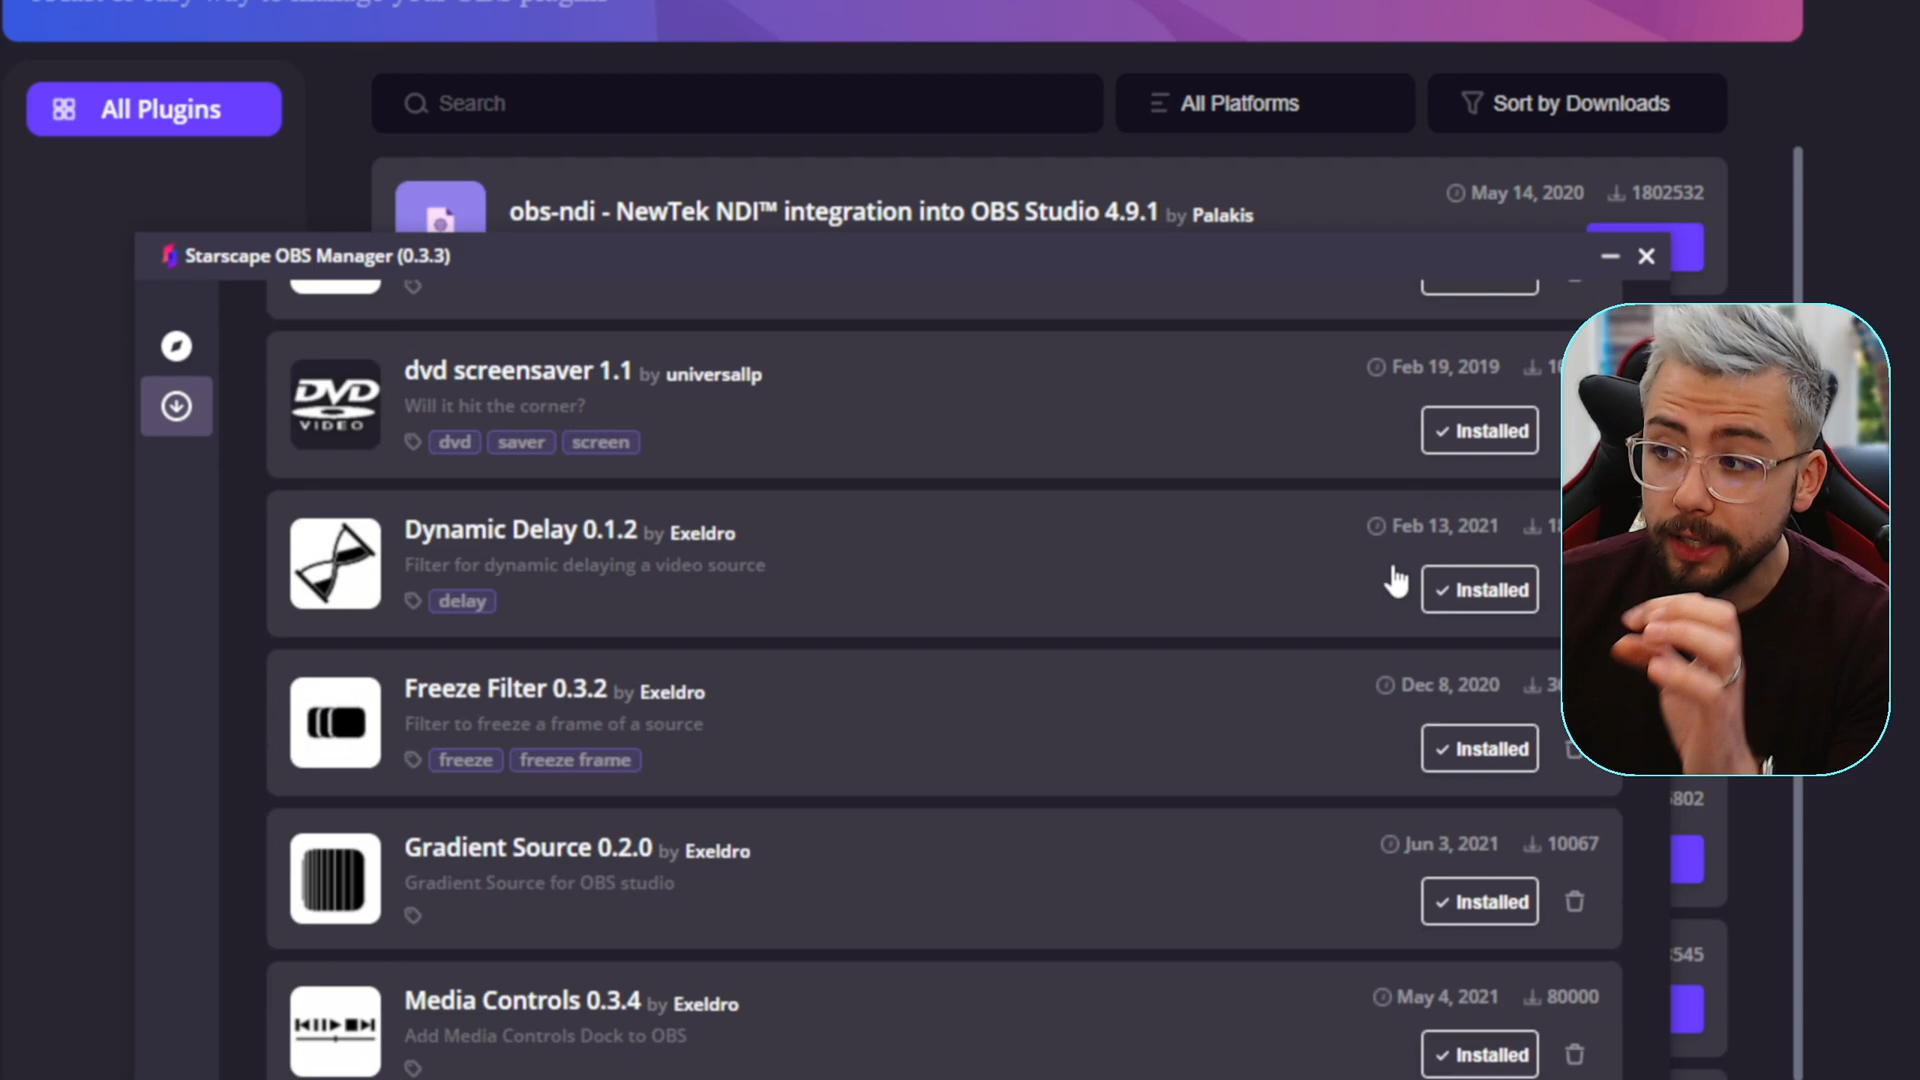 All Plugins
Search
All Platforms
Sort by Downloads
obs-ndi - NewTek NDI™ integration into OBS Studio 4.9.1 by Palakis
May 14, 2020
1802532
Starscape OBS Manager (0.3.3)
dvd screensaver 1.1 by universallp
Feb 19, 2019
DVD
VIDEO
Will it hit the corner?
dvd saver screen
Installed
Dynamic Delay 0.1.2 by Exeldro
Feb 13, 2021
Filter for dynamic delaying a video source
delay
Installed
Freeze Filter 0.3.2 by Exeldro
Dec 8, 2020
Filter to freeze a frame of a source
freeze freeze frame
Installed
802
Gradient Source 0.2.0 by Exeldro
Jun 3, 2021
10067
Gradient Source for OBS studio
Installed
545
Media Controls 0.3.4 by Exeldro
May 4, 2021
80000
Add Media Controls Dock to OBS
Installed